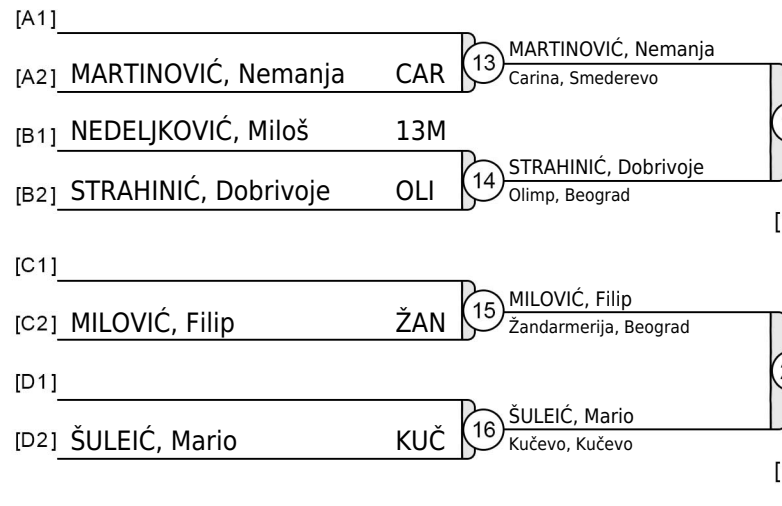 [A1]
[A2] MARTINOVIĆ, Nemanja CAR
13
MARTINOVIĆ, Nemanja
Carina, Smederevo
[B1] NEDELJKOVIĆ, Miloš 13M
[B2] STRAHINIĆ, Dobrivoje OLI
14
STRAHINIĆ, Dobrivoje
Olimp, Beograd
[
[C1]
[C2] MILOVIĆ, Filip ŽAN
15
MILOVIĆ, Filip
Žandarmerija, Beograd
[D1]
[D2] ŠULEIĆ, Mario KUČ
16
ŠULEIĆ, Mario
Kučevo, Kučevo
[